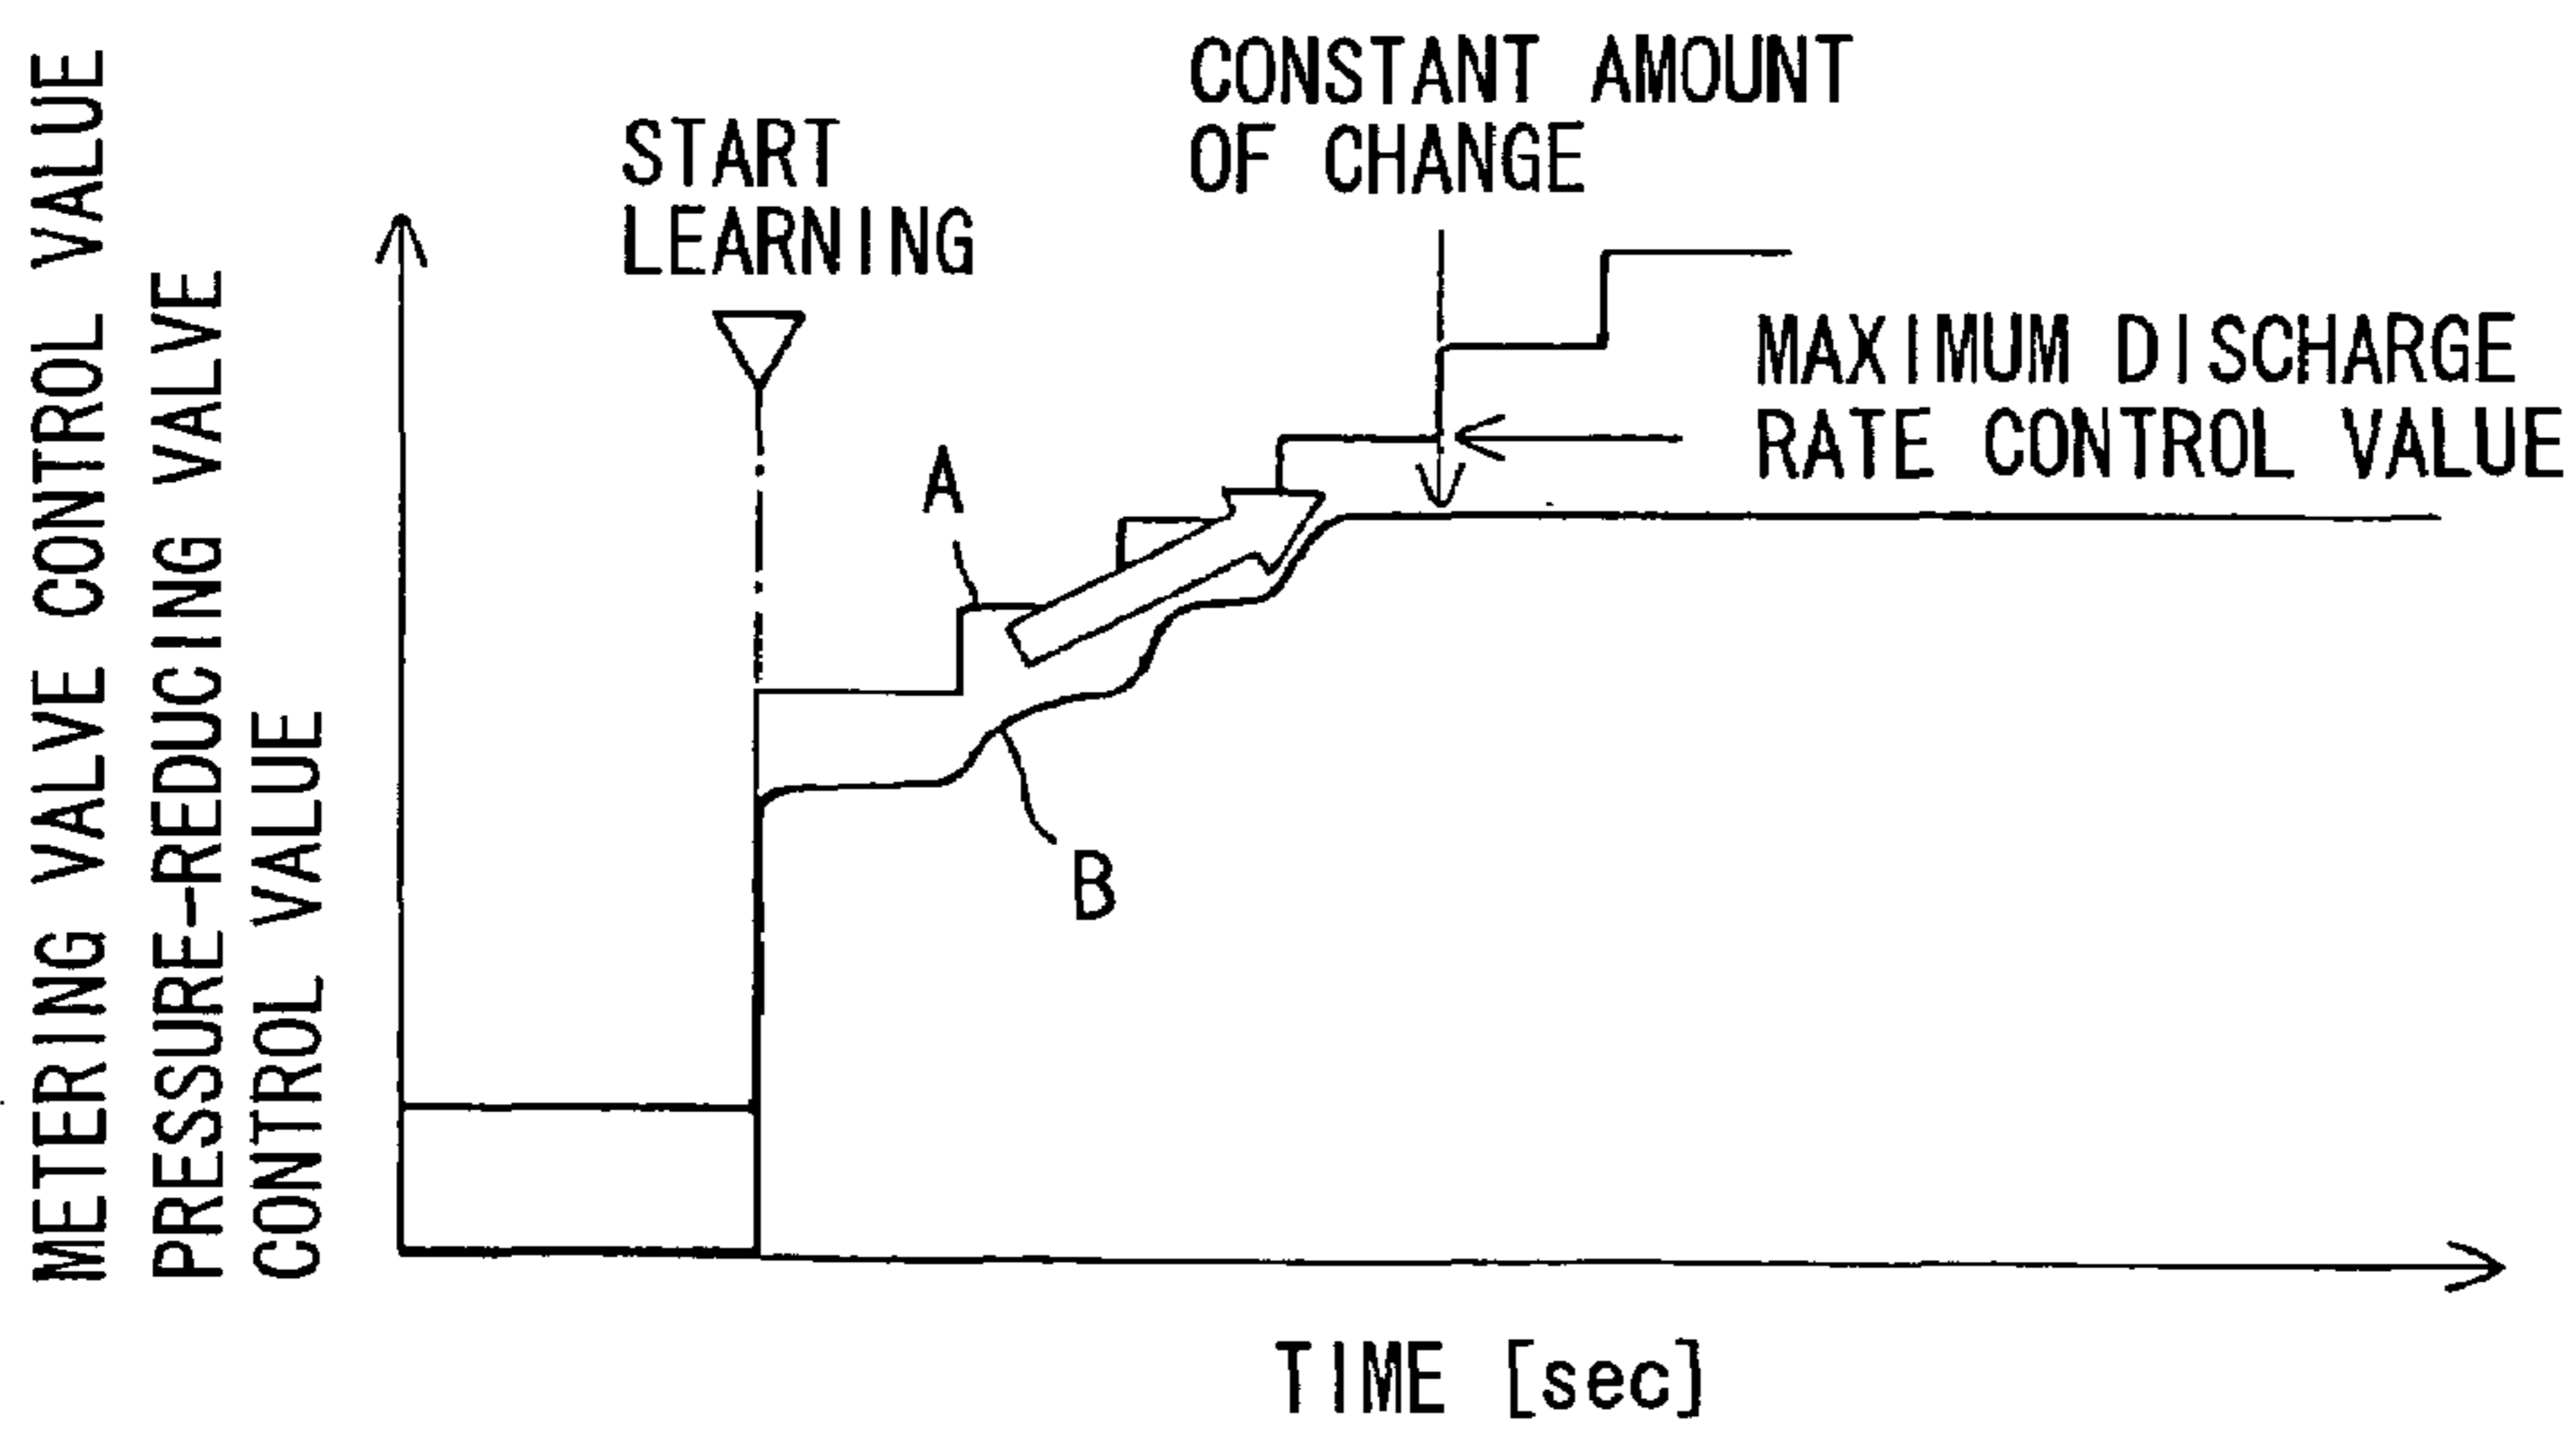 METERING VALVE CONTROL VALUE
PRESSURE-REDUCING VALVE
CONTROL VALUE
START
LEARNING
CONSTANT AMOUNT
OF CHANGE
MAXIMUM DISCHARGE
RATE CONTROL VALUE
A
B
TIME [sec]